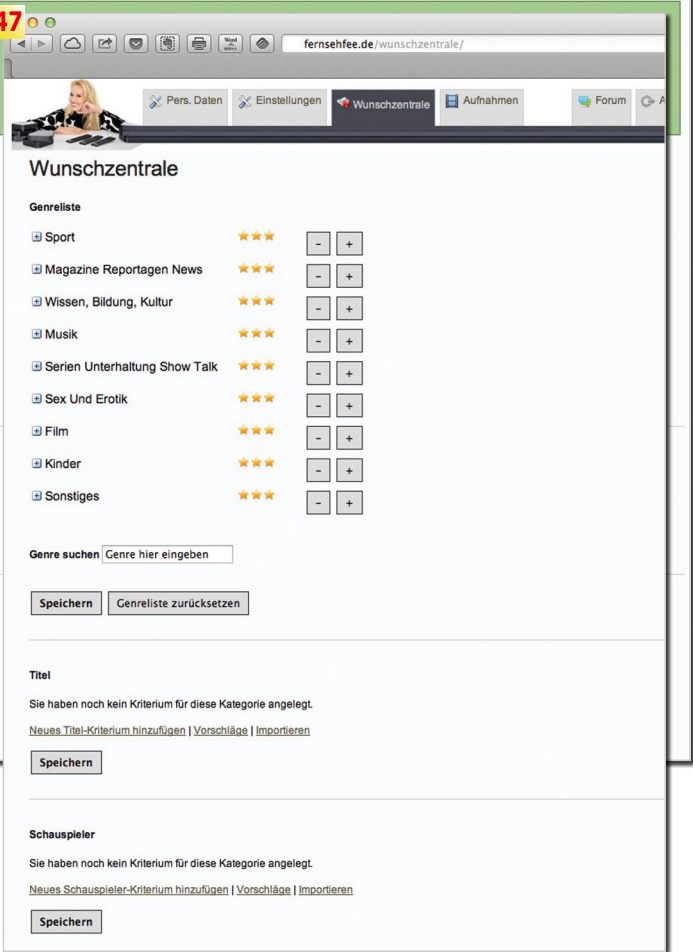 47
fernsehfee.de/wunschzentrale/
Pers. Daten
Einstellungen
Wunschzentrale
Aufnahmen
Forum
A
Wunschzentrale
Genreliste
Sport - +
Magazine Reportagen News - +
Wissen, Bildung, Kultur - +
Musik - +
Serien Unterhaltung Show Talk - +
Sex Und Erotik - +
Film - +
Kinder - +
Sonstiges - +
Genre suchen Genre hier eingeben
Speichern Genreliste zurücksetzen
Titel
Sie haben noch kein Kriterium für diese Kategorie angelegt.
Neues Titel-Kriterium hinzufügen | Vorschläge | Importieren
Speichern
Schauspieler
Sie haben noch kein Kriterium für diese Kategorie angelegt.
Neues Schauspieler-Kriterium hinzufügen | Vorschläge | Importieren
Speichern